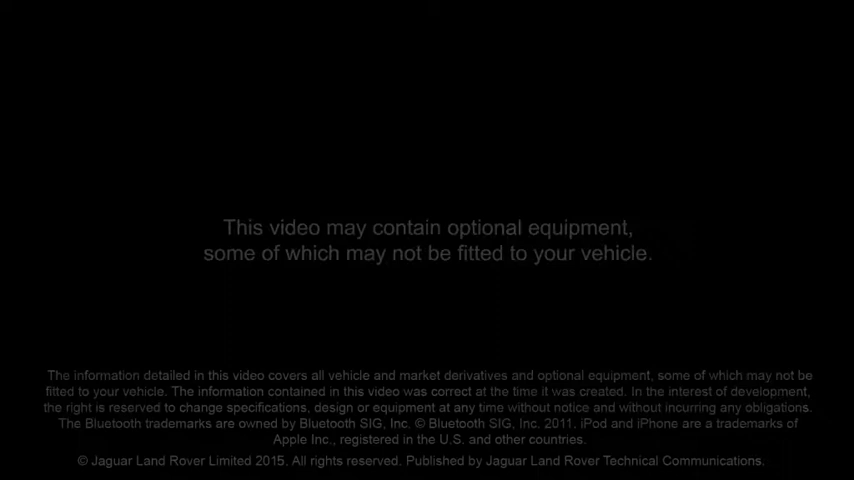 This video may contain optional equipment,
some of which may not be fitted to your vehicle.
The information detailed in this video covers all vehicle and market derivatives and optional equipment, some of which may not be
fitted to your vehicle. The information contained in this video was correct at the time it was created. In the interest of development,
the right is reserved to change specifications, design or equipment at any time without notice and without incurring any obligations.
The Bluetooth trademarks are owned by Bluetooth SIG, Inc. © Bluetooth SIG, Inc. 2011. iPod and iPhone are a trademarks of
Apple Inc., registered in the U.S. and other countries.
© Jaguar Land Rover Limited 2015. All rights reserved. Published by Jaguar Land Rover Technical Communications.